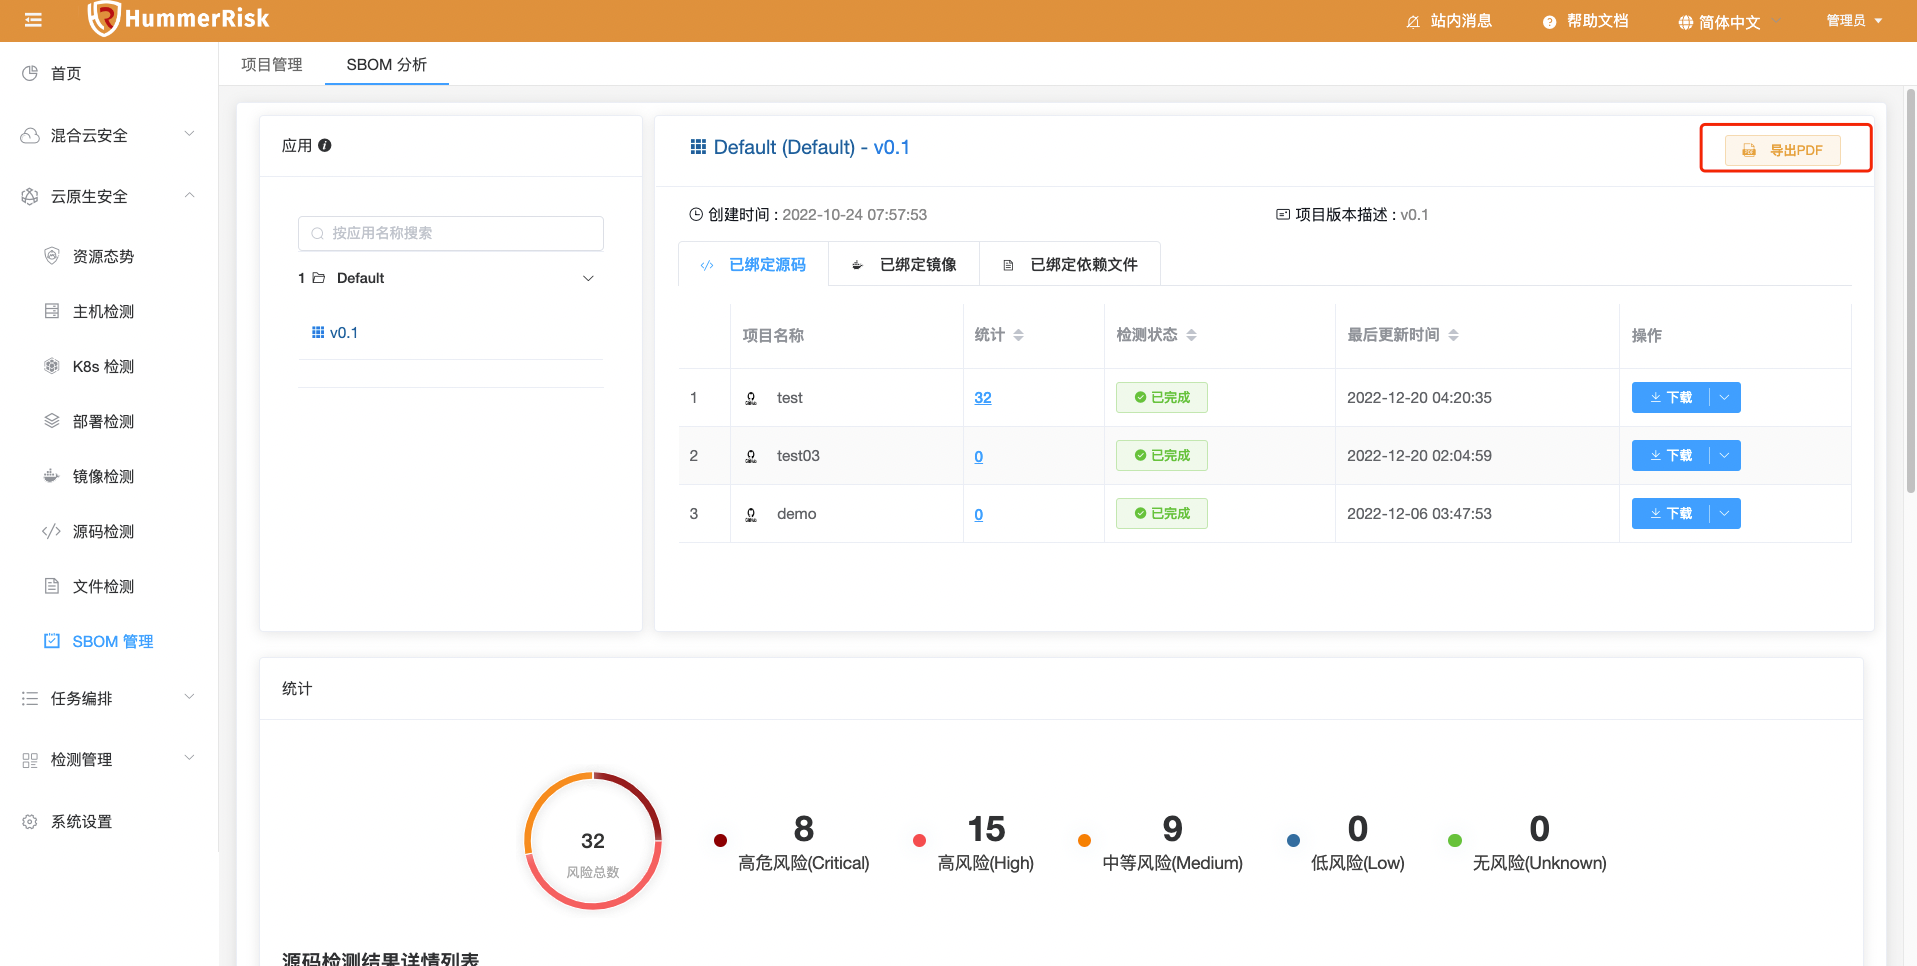 HummerRisk
站内消息
帮助文档
简体中文
管理员
首页
混合云安全
云原生安全
资源态势
主机检测
K8s 检测
部署检测
镜像检测
源码检测
文件检测
SBOM 管理
任务编排
检测管理
系统设置
项目管理
SBOM 分析
应用
按应用名称搜索
1 Default
v0.1
Default (Default) - v0.1
导出PDF
创建时间 : 2022-10-24 07:57:53
项目版本描述 : v0.1
已绑定源码
已绑定镜像
已绑定依赖文件
项目名称 统计 检测状态 最后更新时间 操作
1 test 32 已完成 2022-12-20 04:20:35 下载
2 test03 0 已完成 2022-12-20 02:04:59 下载
3 demo 0 已完成 2022-12-06 03:47:53 下载
统计
32
风险总数
8
高危风险(Critical)
15
高风险(High)
9
中等风险(Medium)
0
低风险(Low)
0
无风险(Unknown)
源码检测结果详情列表